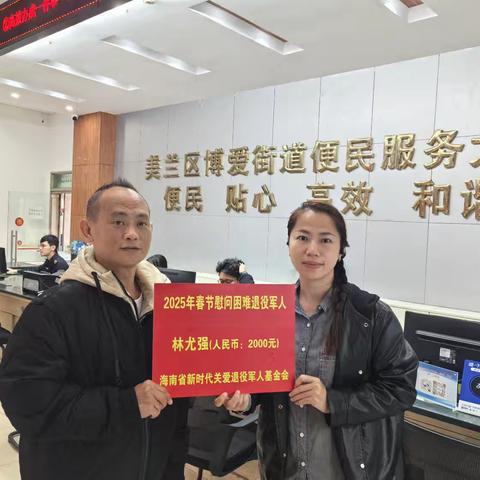 美兰区博爱街道便民服务大
便民 贴心 高效 和谐
2025年春节慰问困难退役军人
林尤强(人民币：2000元)
海南省新时代关爱退役军人基金会